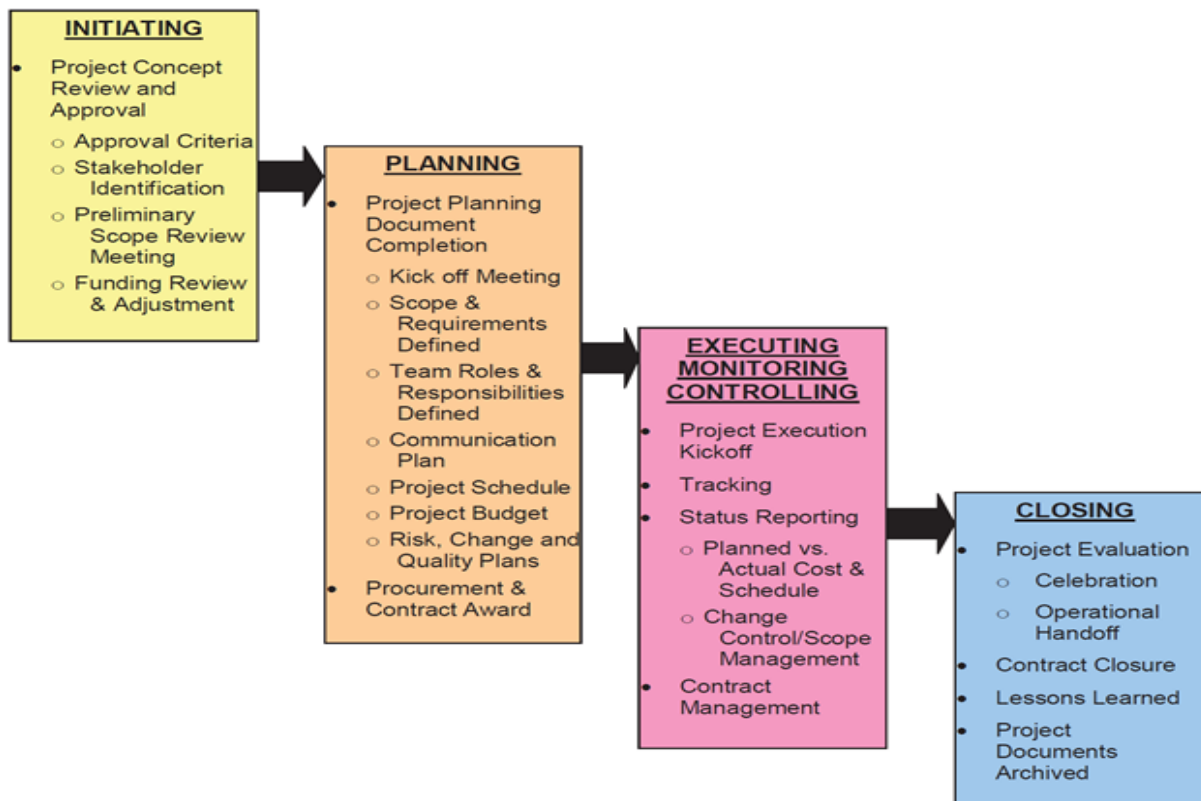 INITIATING
• Project Concept
Review and
Approval
○ Approval Criteria
○ Stakeholder
Identification
○ Preliminary
Scope Review
Meeting
○ Funding Review
& Adjustment
PLANNING
• Project Planning
Document
Completion
○ Kick off Meeting
○ Scope &
Requirements
Defined
○ Team Roles &
Responsibilities
Defined
○ Communication
Plan
○ Project Schedule
○ Project Budget
○ Risk, Change and
Quality Plans
• Procurement &
Contract Award
EXECUTING
MONITORING
CONTROLLING
• Project Execution
Kickoff
• Tracking
• Status Reporting
○ Planned vs.
Actual Cost &
Schedule
○ Change
Control/Scope
Management
• Contract
Management
CLOSING
• Project Evaluation
○ Celebration
○ Operational
Handoff
• Contract Closure
• Lessons Learned
• Project
Documents
Archived